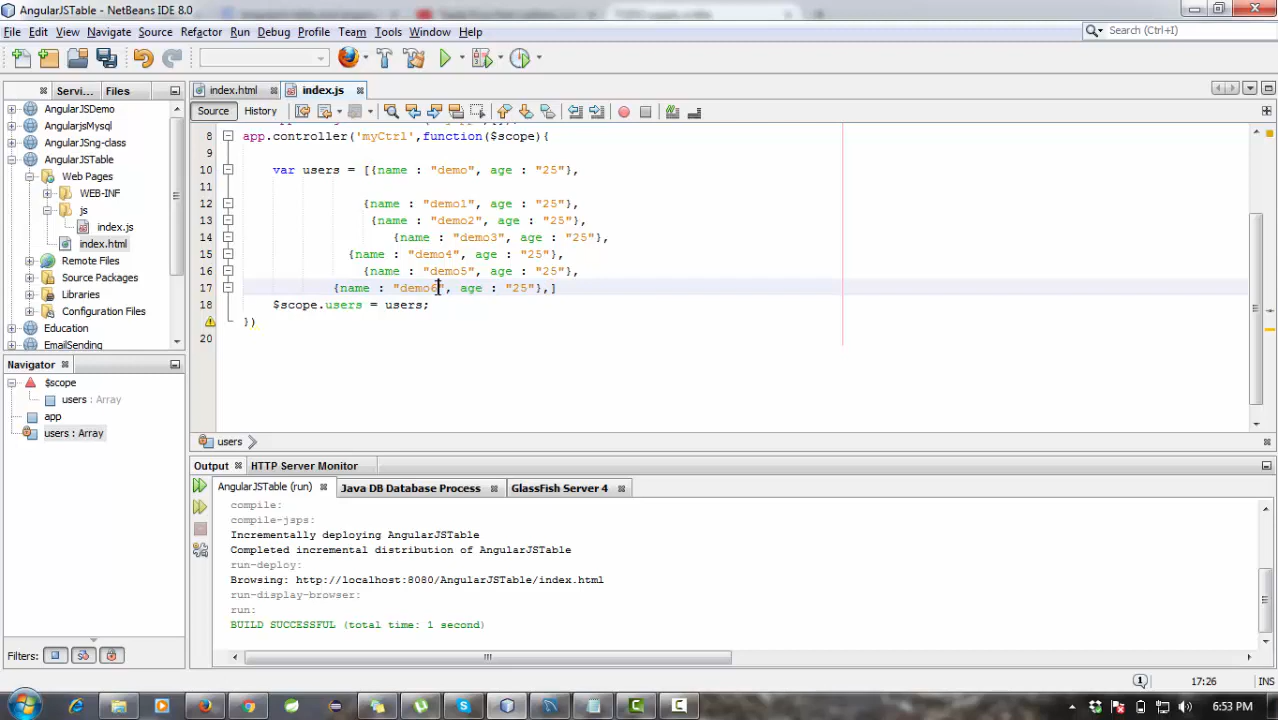 AngularJSTable - NetBeans IDE 8.0
File Edit View Navigate Source Refactor Run Debug Profile Team Tools Window Help
Search (Ctrl+I)
Servi... Files
index.html index.js
Source History
AngularJSDemo
AngularjsMysql
AngularJSng-class
AngularJSTable
Web Pages
WEB-INF
js
index.js
index.html
Remote Files
Source Packages
Libraries
Configuration Files
Education
EmailSending
8 app.controller('myCtrl',function($scope){
9
10 var users = [{name : "demo", age : "25"},
11
12 {name : "demo1", age : "25"},
13 {name : "demo2", age : "25"},
14 {name : "demo3", age : "25"},
15 {name : "demo4", age : "25"},
16 {name : "demo5", age : "25"},
17 {name : "demo6", age : "25"},]
18 $scope.users = users;
})
20
Navigator
$scope
users : Array
app
users : Array
Filters:
users
Output HTTP Server Monitor
AngularJSTable (run) Java DB Database Process GlassFish Server 4
compile:
compile-jsps:
Incrementally deploying AngularJSTable
Completed incremental distribution of AngularJSTable
run-deploy:
Browsing: http://localhost:8080/AngularJSTable/index.html
run-display-browser:
run:
BUILD SUCCESSFUL (total time: 1 second)
1 17:26 INS
6:53 PM